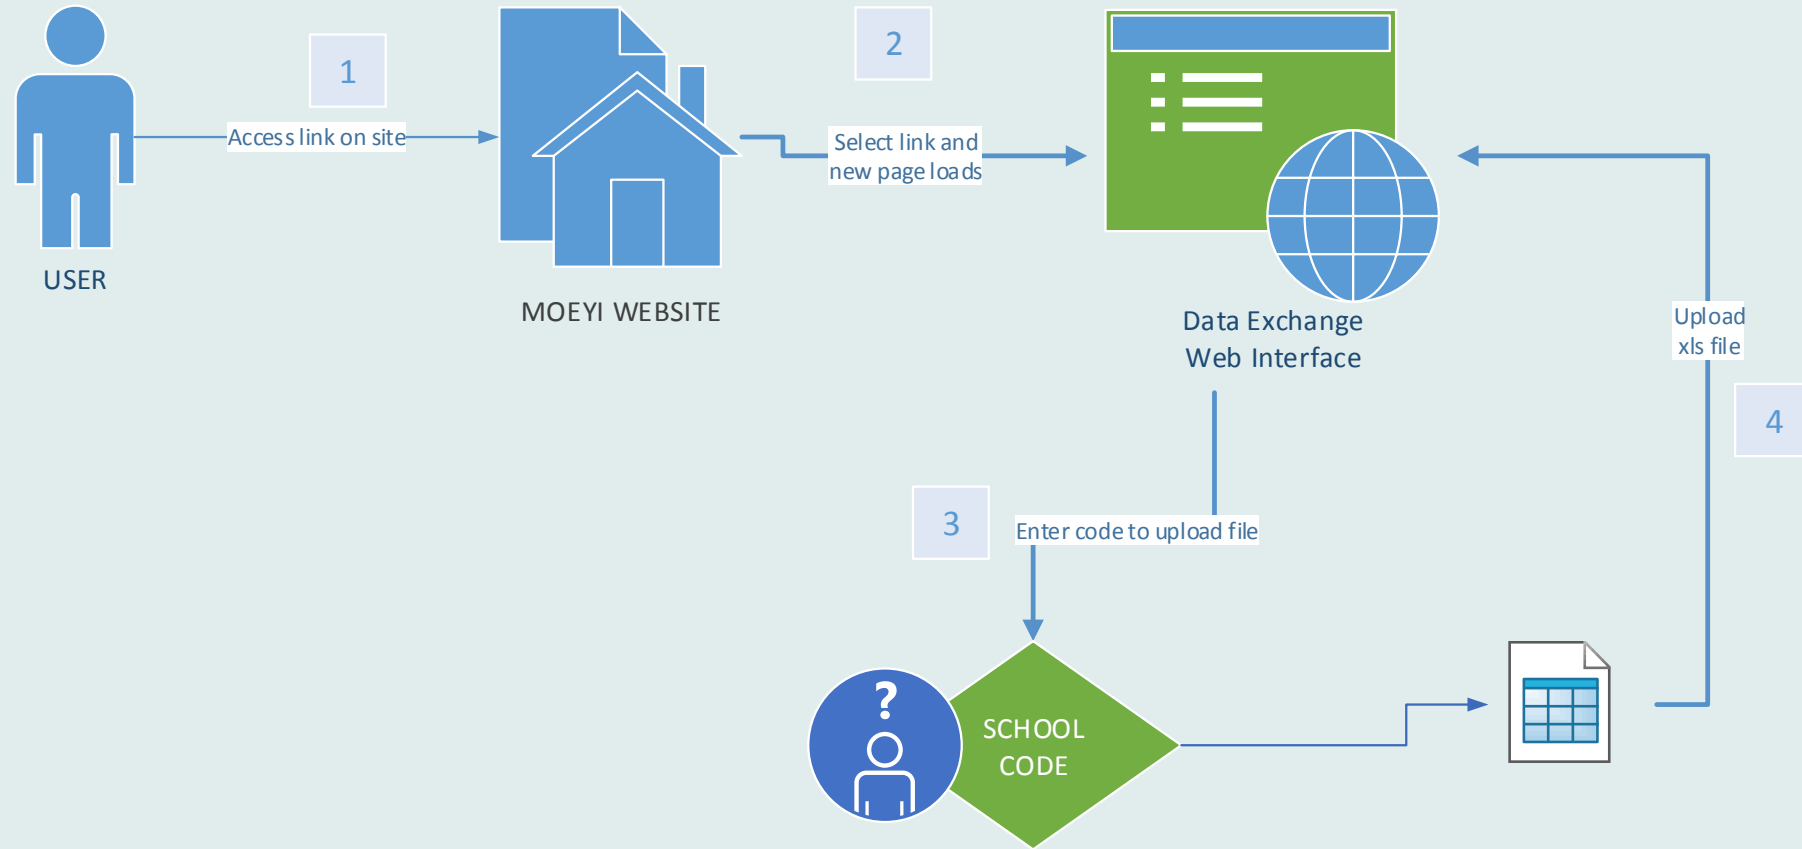 1
2
Access link on site
Select link and
new page loads
USER
MOEYI WEBSITE
Data Exchange
Web Interface
Upload
xls file
4
3
Enter code to upload file
?
SCHOOL
CODE